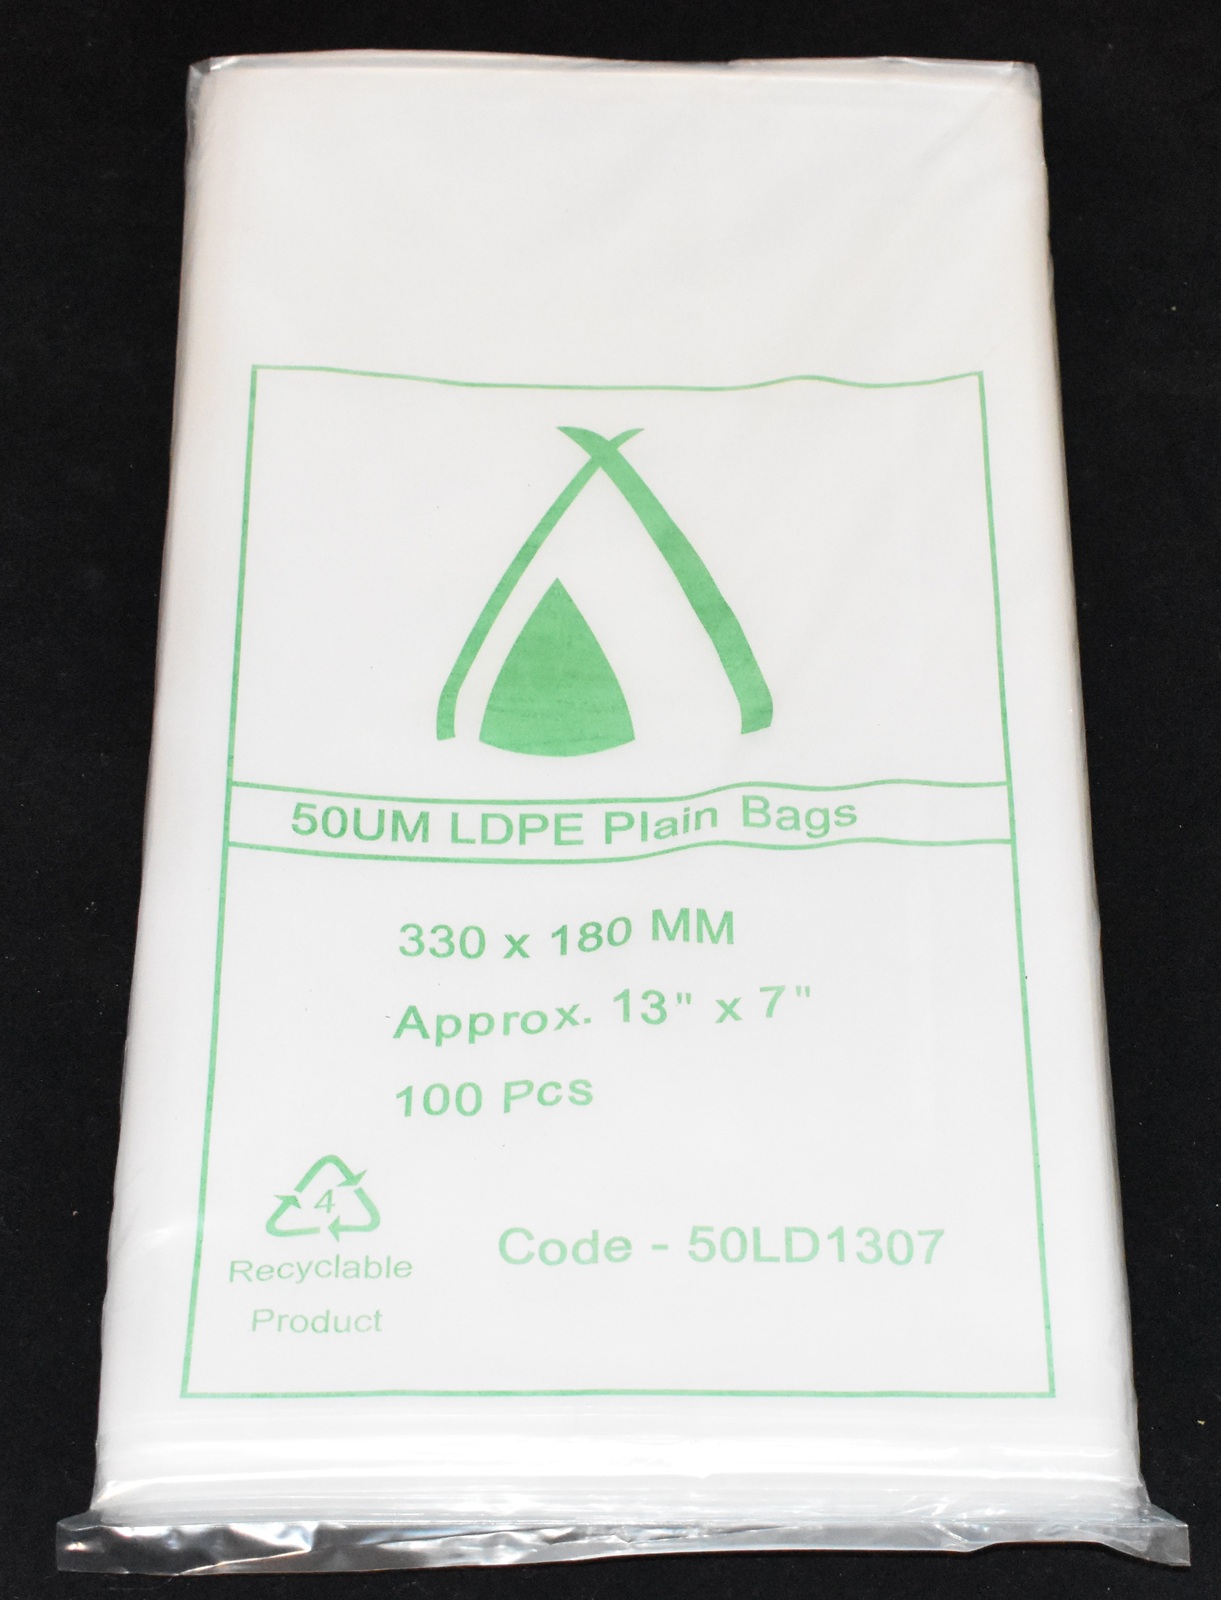 50UM LDPE Plain Bags
330 x 180 MM
Approx. 13" x 7"
100 Pcs
4
Recyclable
Product
Code - 50LD1307